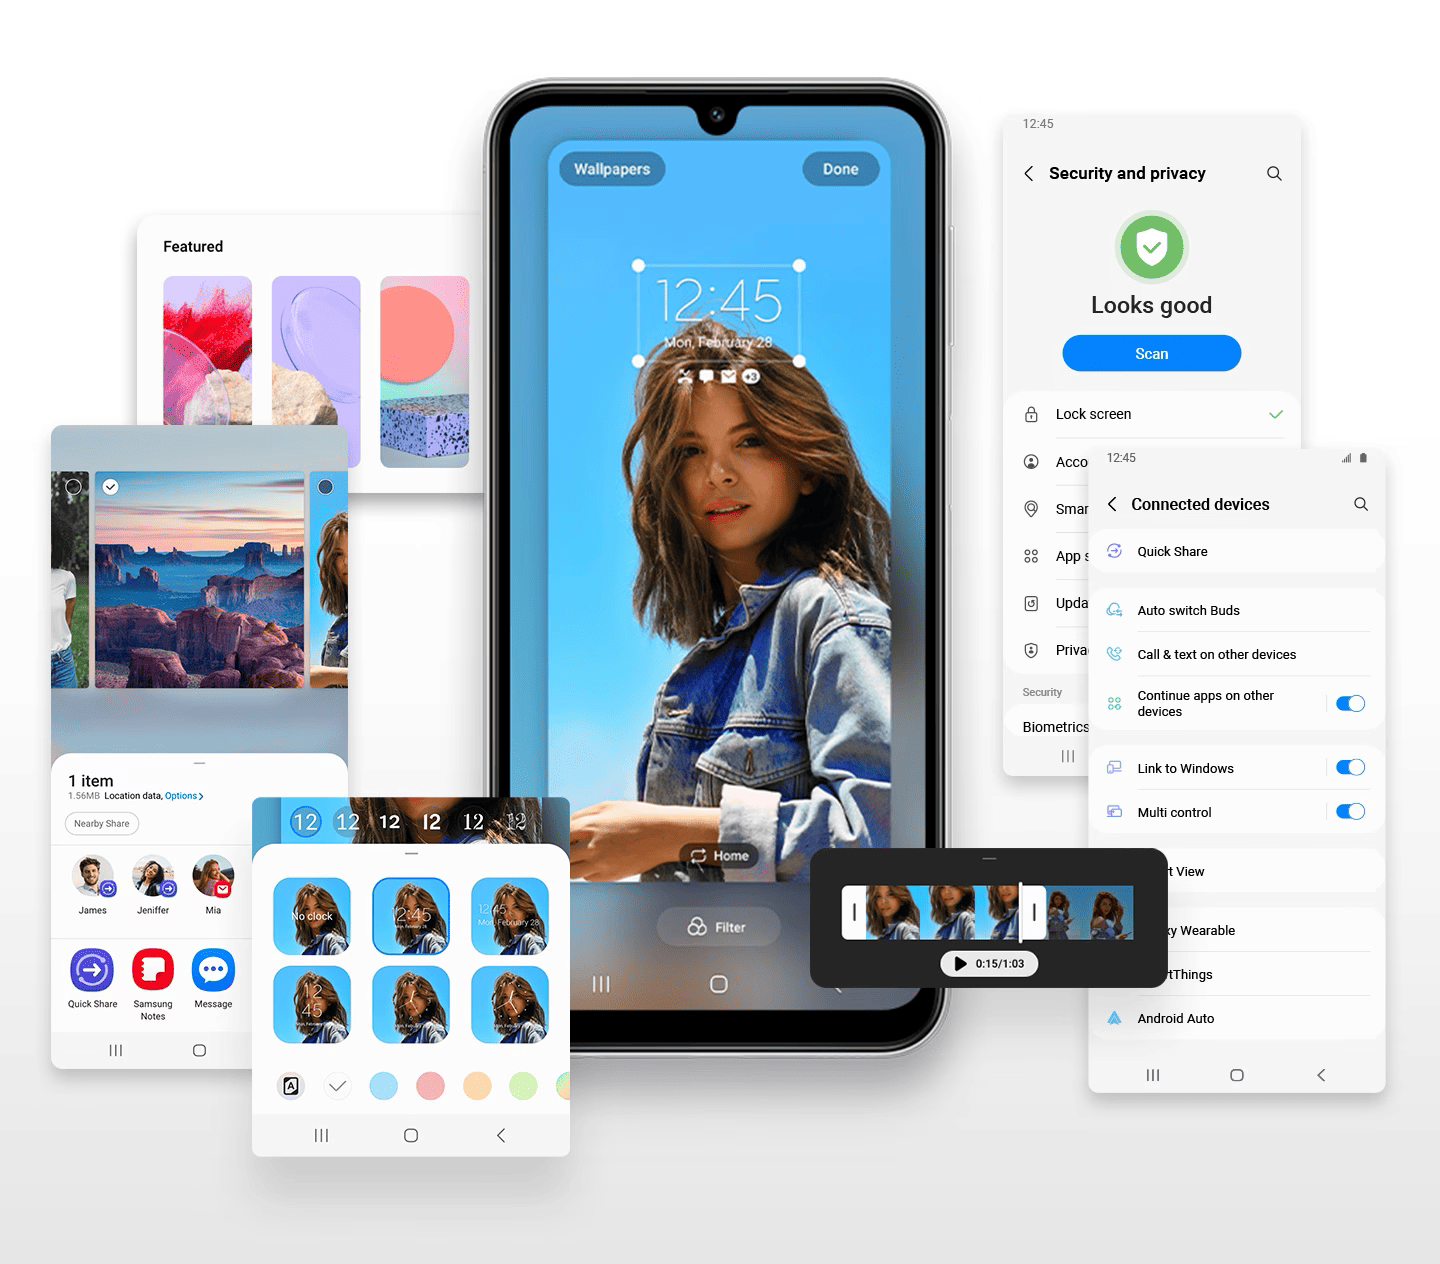 Featured
1 item
1.56MB Location data, Options
Nearby Share
James
Jeniffer
Mia
Quick Share
Samsung
Notes
Message
12 12 12 12 12 12
No clock
12:45
12:45
Mon, February 28
12
45
A
Wallpapers
Done
12:45
Mon, February 28
+3
Home
Filter
0:15/1:03
12:45
Security and privacy
Looks good
Scan
Lock screen
Acco
Smar
App s
Upda
Priva
Security
Biometrics
12:45
Connected devices
Quick Share
Auto switch Buds
Call & text on other devices
Continue apps on other
devices
Link to Windows
Multi control
rt View
xy Wearable
rtThings
Android Auto